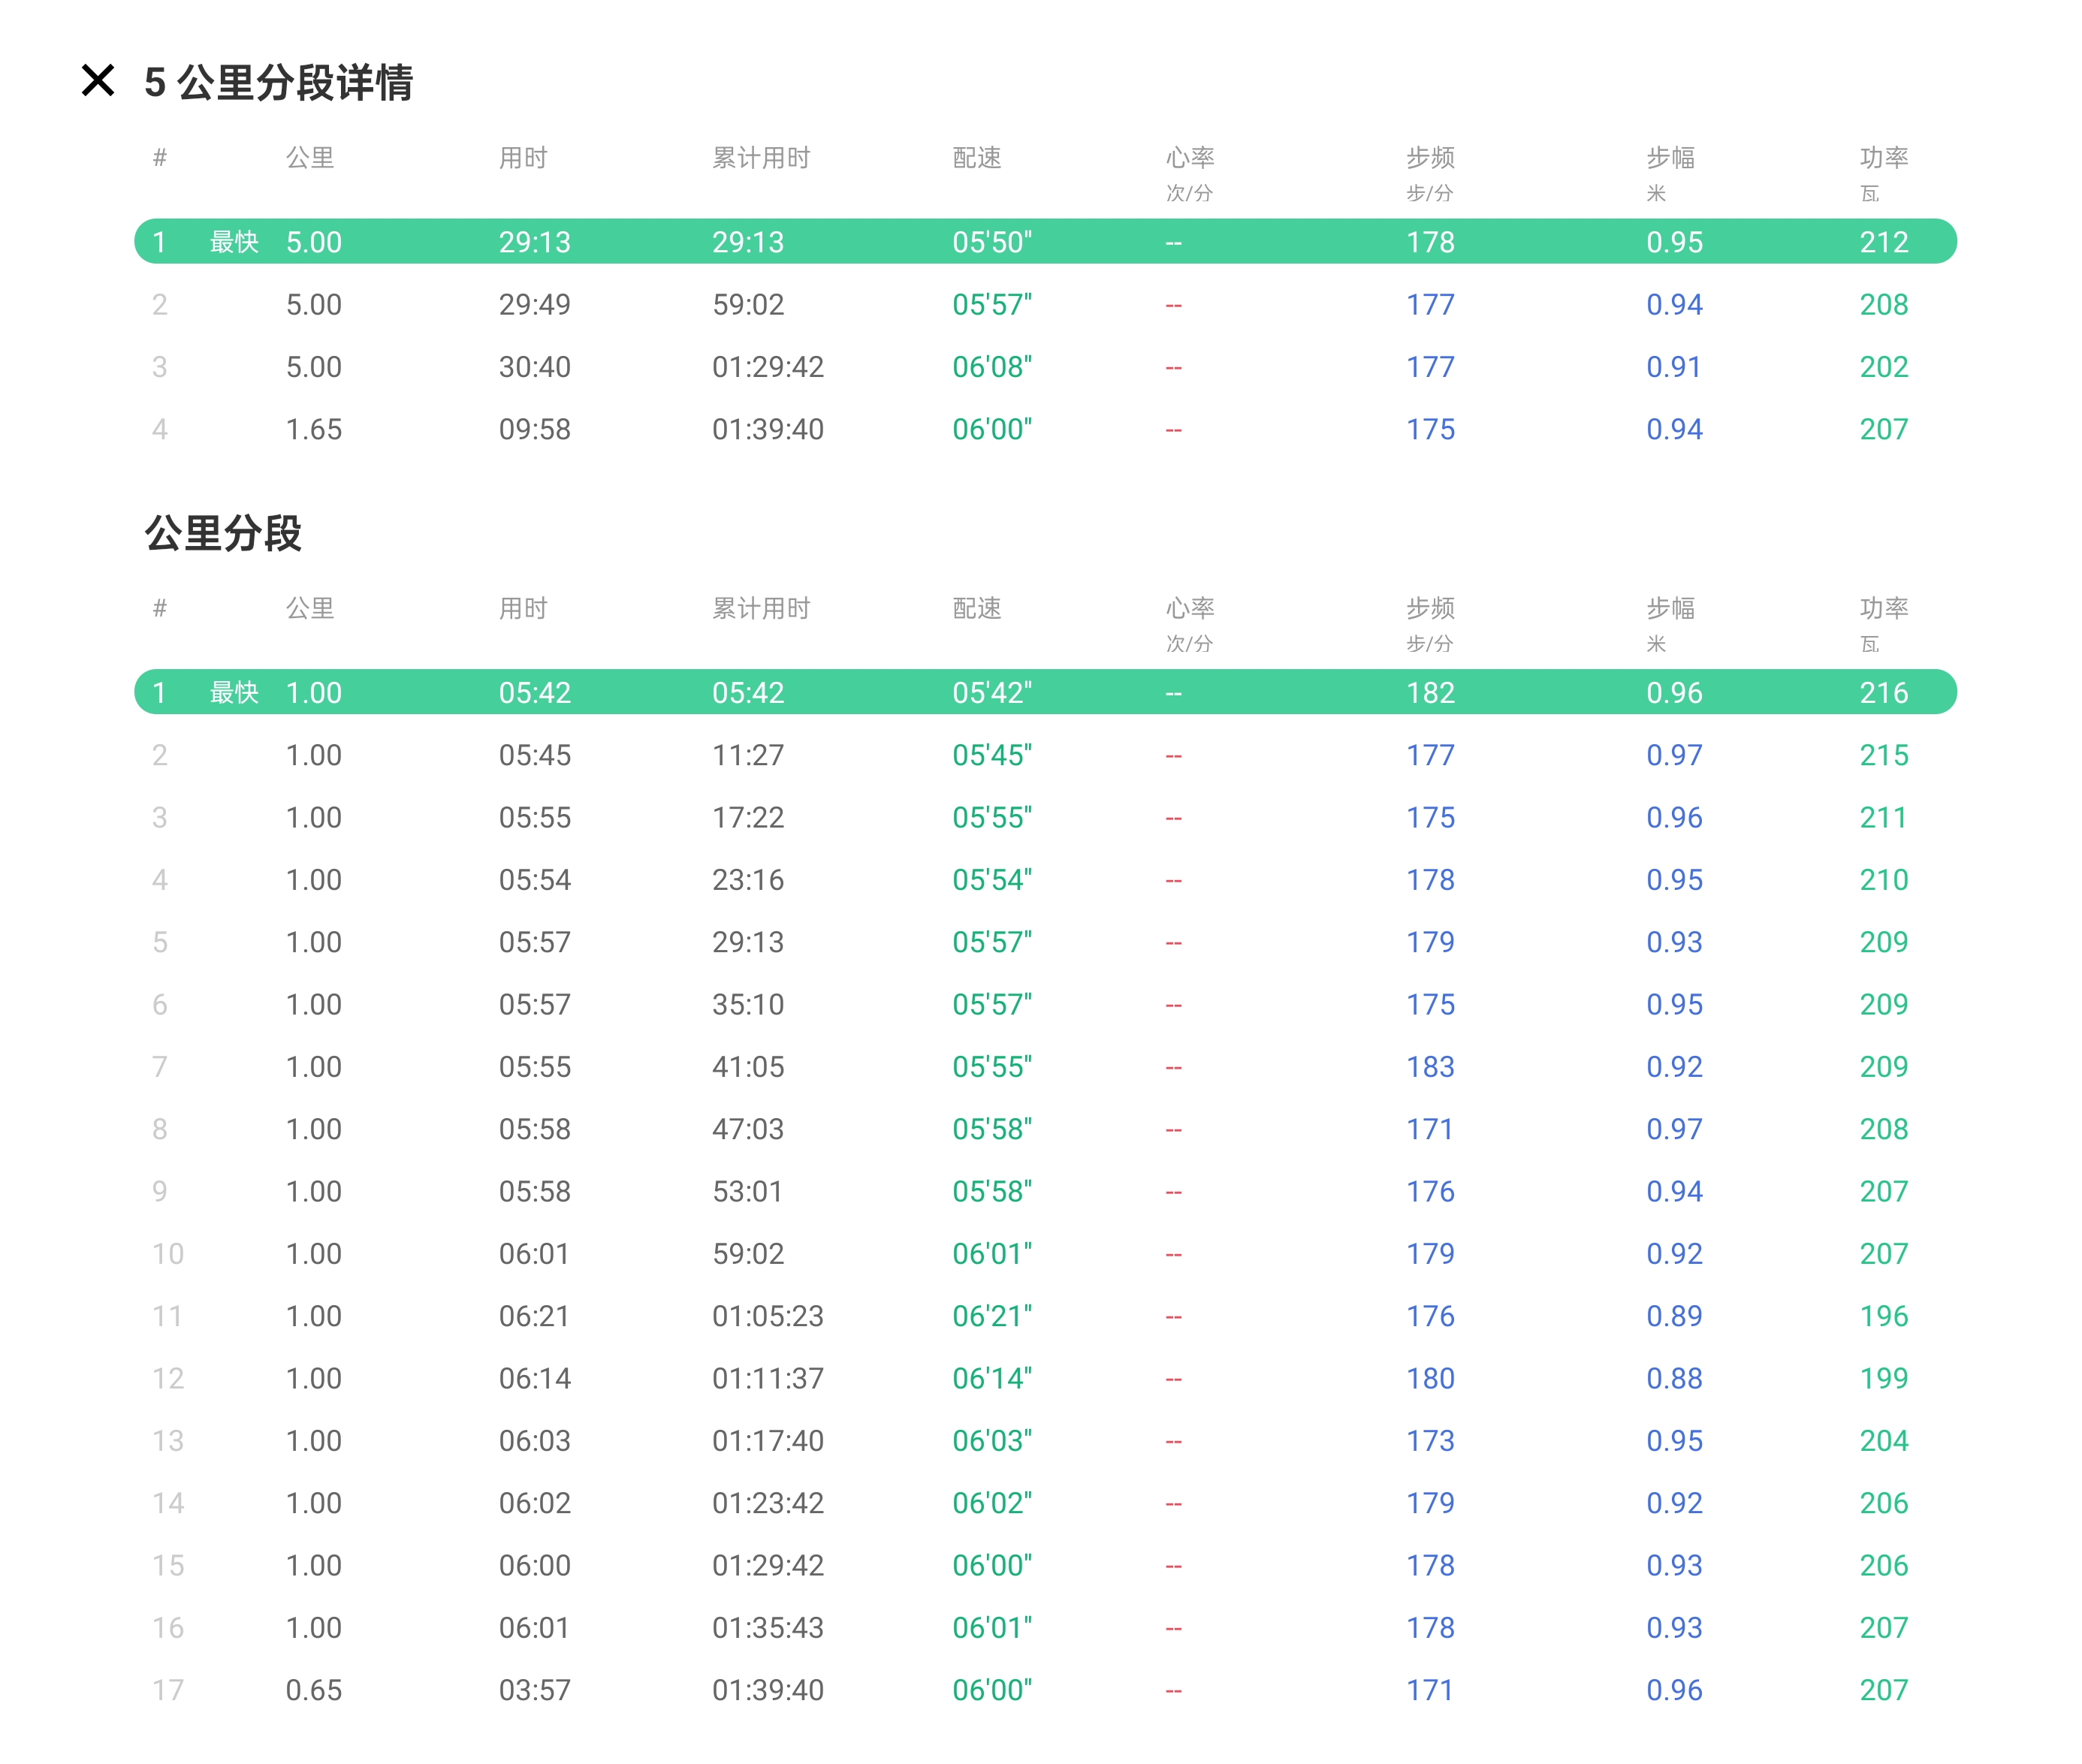 5 公里分段详情
# 公里 用时 累计用时 配速 心率 步频 步幅 功率
次/分 步/分 米 瓦
1 最快 5.00 29:13 29:13 05'50" -- 178 0.95 212
2 5.00 29:49 59:02 05'57" -- 177 0.94 208
3 5.00 30:40 01:29:42 06'08" -- 177 0.91 202
4 1.65 09:58 01:39:40 06'00" -- 175 0.94 207
公里分段
# 公里 用时 累计用时 配速 心率 步频 步幅 功率
次/分 步/分 米 瓦
1 最快 1.00 05:42 05:42 05'42" -- 182 0.96 216
2 1.00 05:45 11:27 05'45" -- 177 0.97 215
3 1.00 05:55 17:22 05'55" -- 175 0.96 211
4 1.00 05:54 23:16 05'54" -- 178 0.95 210
5 1.00 05:57 29:13 05'57" -- 179 0.93 209
6 1.00 05:57 35:10 05'57" -- 175 0.95 209
7 1.00 05:55 41:05 05'55" -- 183 0.92 209
8 1.00 05:58 47:03 05'58" -- 171 0.97 208
9 1.00 05:58 53:01 05'58" -- 176 0.94 207
10 1.00 06:01 59:02 06'01" -- 179 0.92 207
11 1.00 06:21 01:05:23 06'21" -- 176 0.89 196
12 1.00 06:14 01:11:37 06'14" -- 180 0.88 199
13 1.00 06:03 01:17:40 06'03" -- 173 0.95 204
14 1.00 06:02 01:23:42 06'02" -- 179 0.92 206
15 1.00 06:00 01:29:42 06'00" -- 178 0.93 206
16 1.00 06:01 01:35:43 06'01" -- 178 0.93 207
17 0.65 03:57 01:39:40 06'00" -- 171 0.96 207